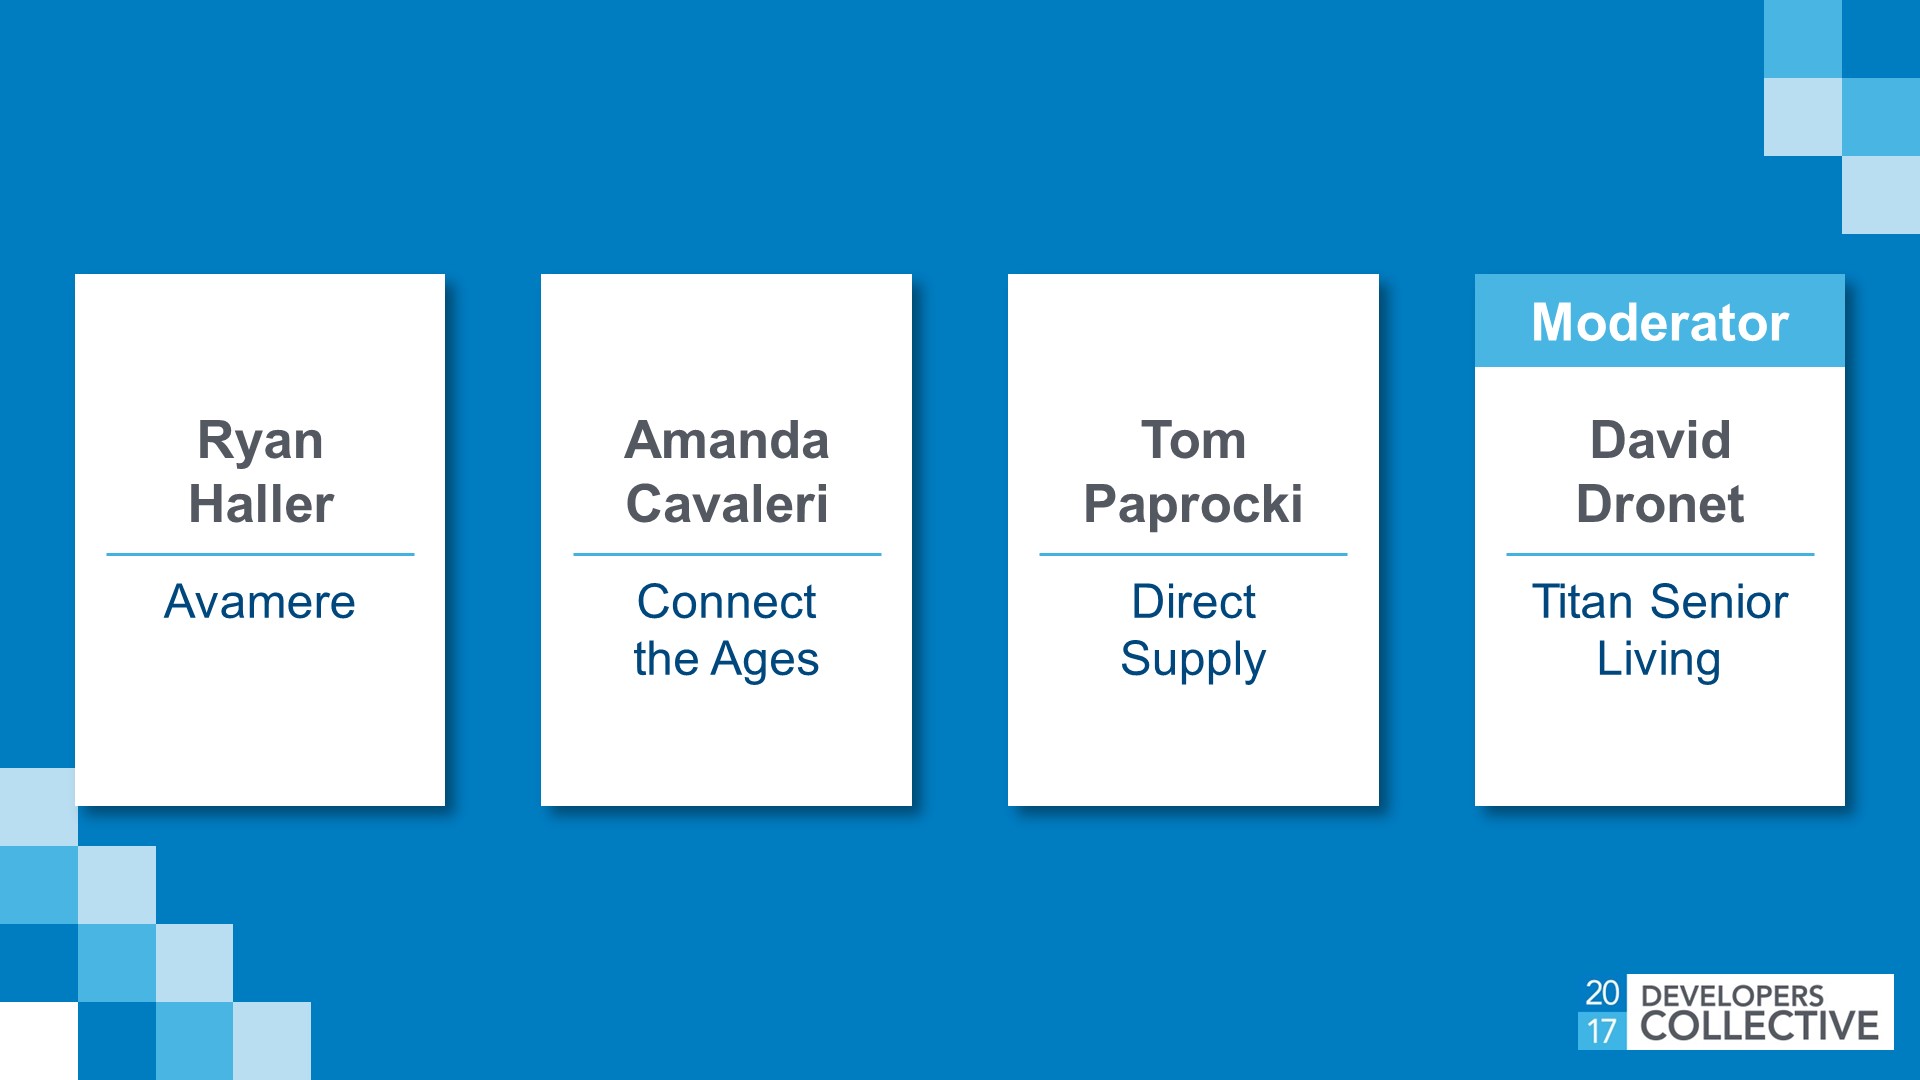 Ryan
Haller
Avamere
Amanda
Cavaleri
Connect
the Ages
Tom
Paprocki
Direct
Supply
Moderator
David
Dronet
Titan Senior
Living
20
17
DEVELOPERS
COLLECTIVE